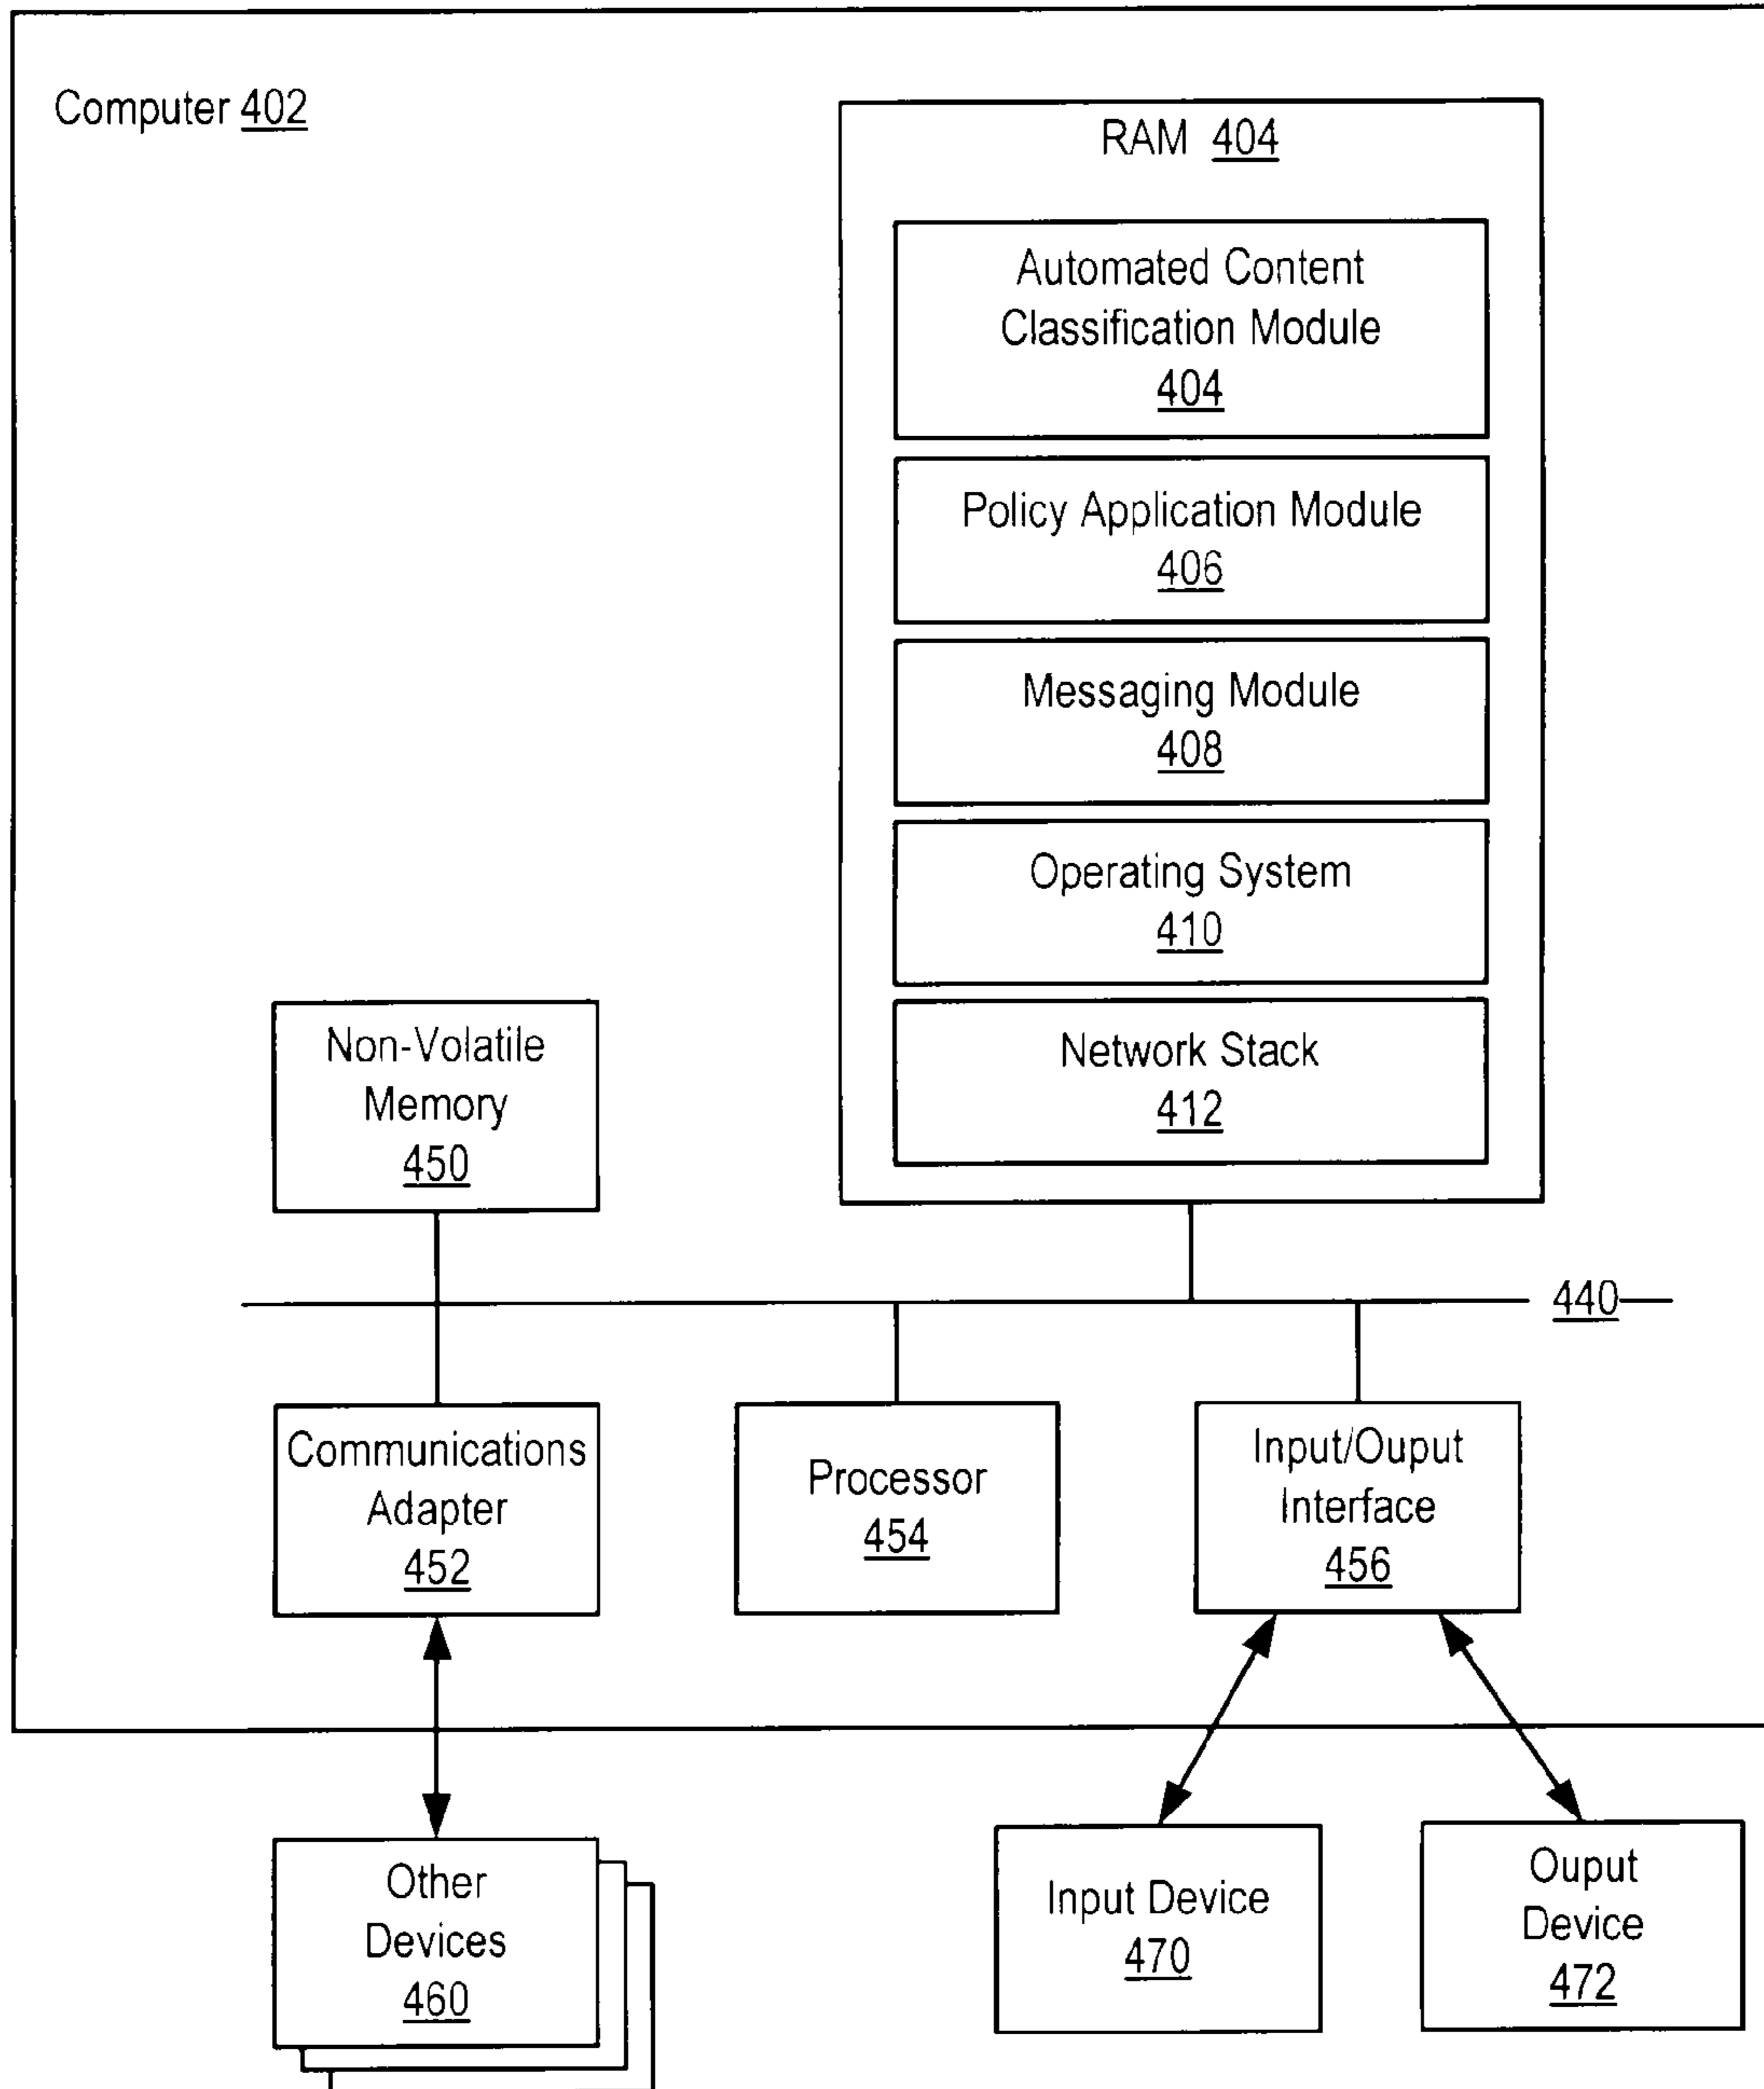 Computer 402
RAM 404
Automated Content
Classification Module
404
Policy Application Module
406
Messaging Module
408
Operating System
410
Network Stack
412
Non-Volatile
Memory
450
440
Communications
Adapter
452
Processor
454
Input/Ouput
Interface
456
Other
Devices
460
Input Device
470
Ouput
Device
472